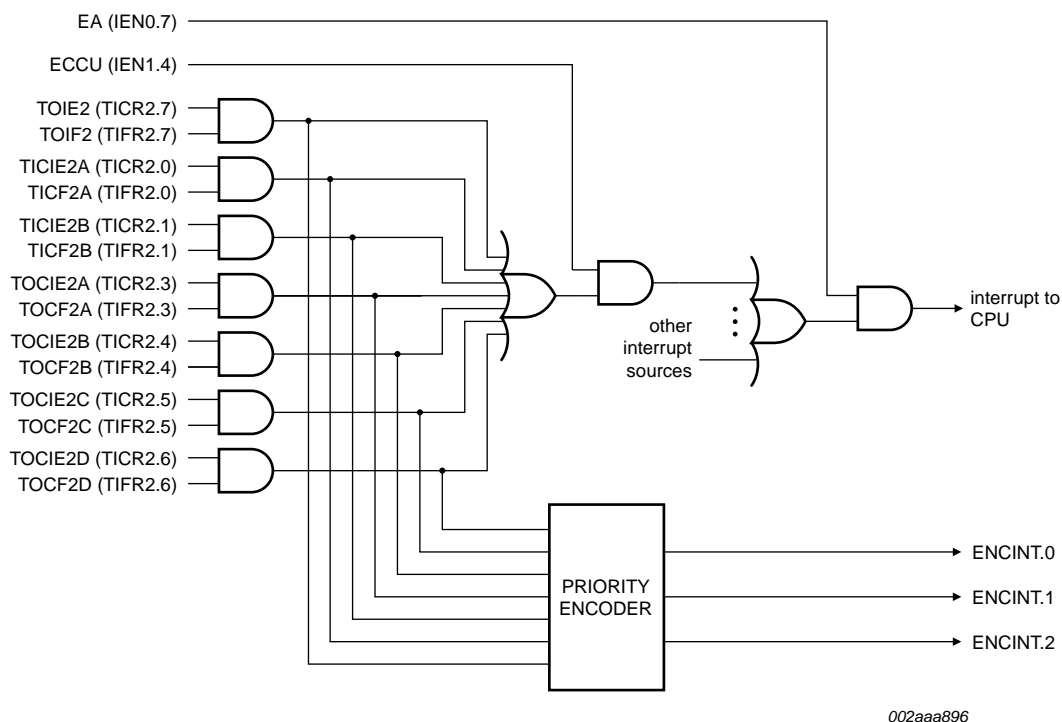 EA (IEN0.7)
ECCU (IEN1.4)
TOIE2 (TICR2.7)
TOIF2 (TIFR2.7)
TICIE2A (TICR2.0)
TICF2A (TIFR2.0)
TICIE2B (TICR2.1)
TICF2B (TIFR2.1)
TOCIE2A (TICR2.3)
TOCF2A (TIFR2.3)
TOCIE2B (TICR2.4)
TOCF2B (TIFR2.4)
TOCIE2C (TICR2.5)
TOCF2C (TIFR2.5)
TOCIE2D (TICR2.6)
TOCF2D (TIFR2.6)
other
interrupt
sources
interrupt to
CPU
PRIORITY
ENCODER
ENCINT.0
ENCINT.1
ENCINT.2
002aaa896